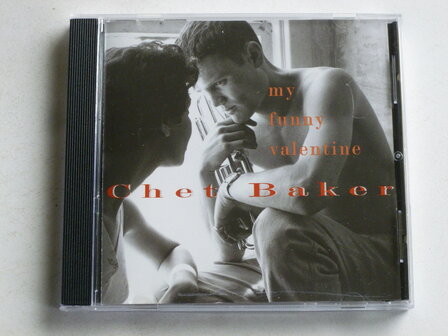 my
funny
valentine
Chet Baker